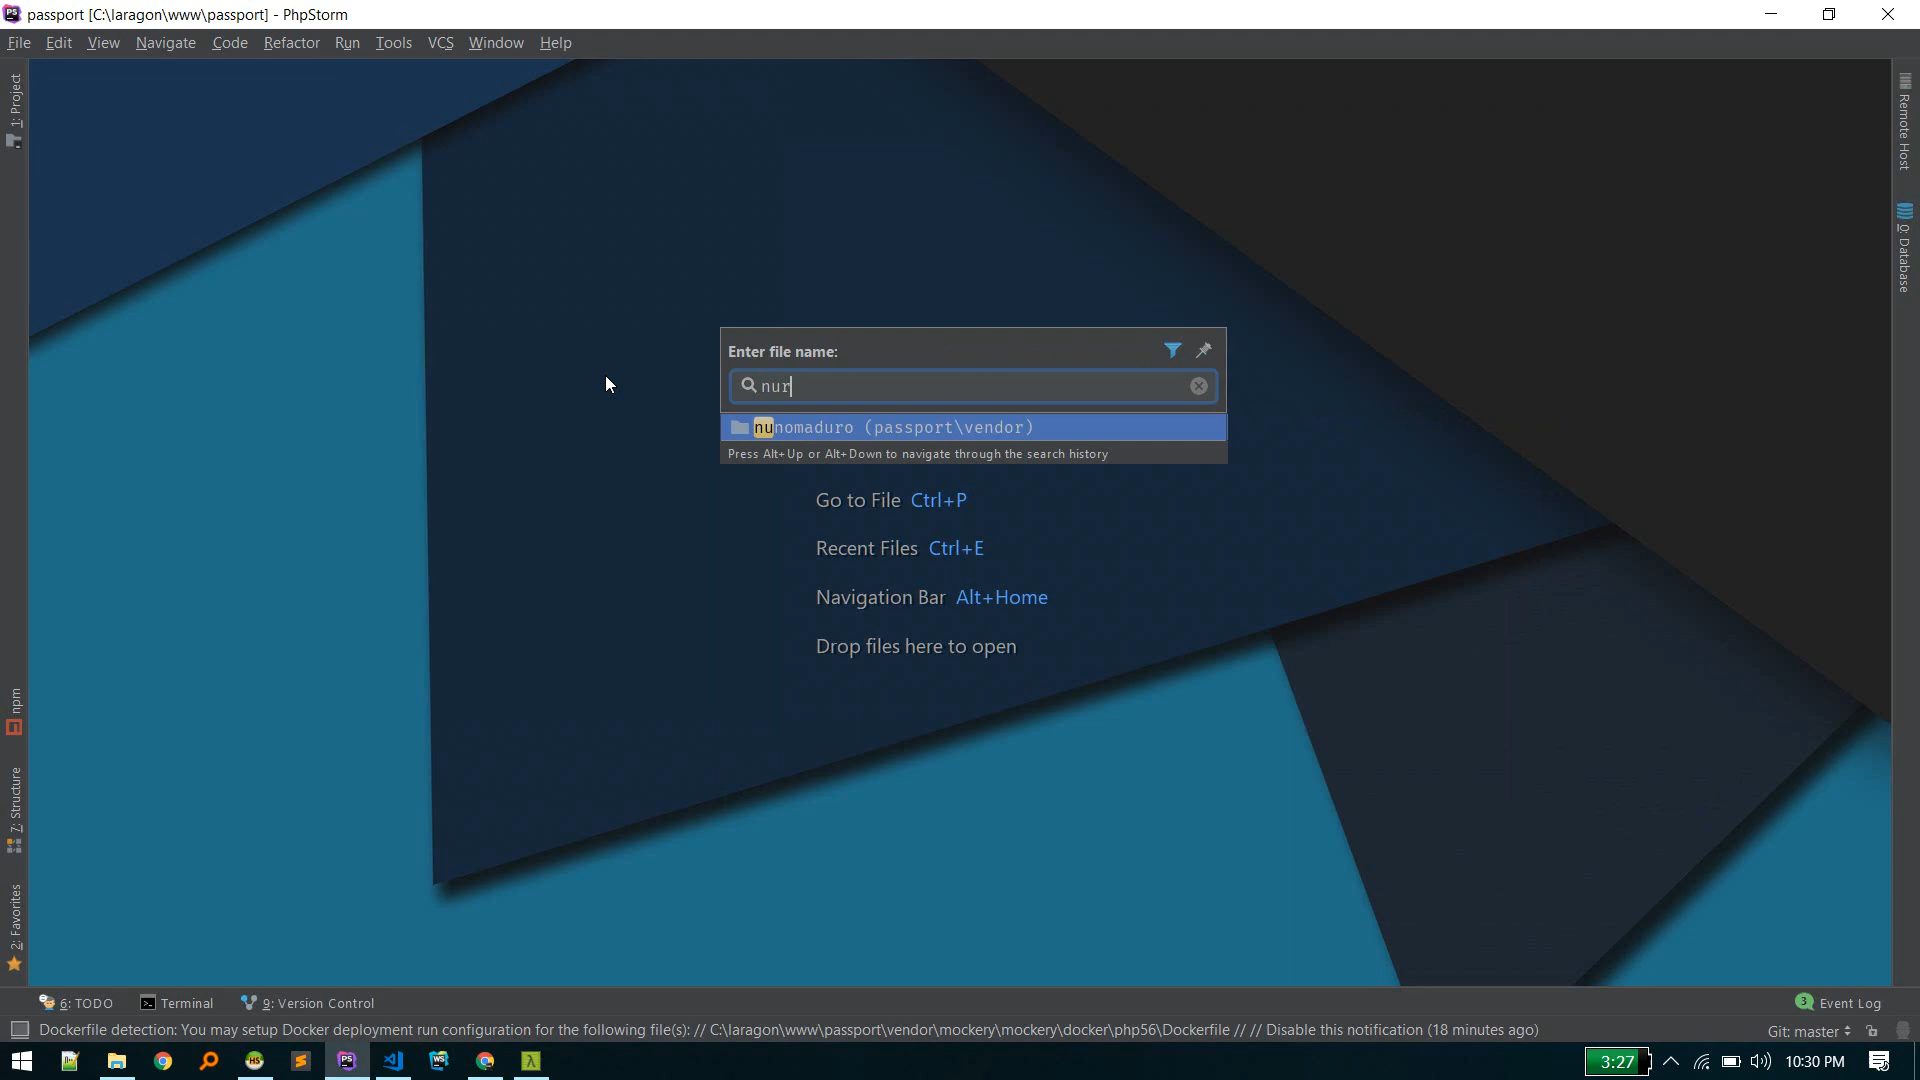 passport [C:\laragon\www\passport] - PhpStorm
File Edit View Navigate Code Refactor Run Tools VCS Window Help
1: Project
Remote Host
0: Database
Enter file name:
nur
nunomaduro (passport\vendor)
Press Alt+Up or Alt+Down to navigate through the search history
Go to File Ctrl+P
Recent Files Ctrl+E
Navigation Bar Alt+Home
Drop files here to open
npm
7: Structure
2: Favorites
6: TODO Terminal 9: Version Control 3 Event Log
Dockerfile detection: You may setup Docker deployment run configuration for the following file(s): // C:\laragon\www\passport\vendor\mockery\mockery\docker\php56\Dockerfile // // Disable this notification (18 minutes ago) Git: master
PS HS WS λ 3:27 10:30 PM